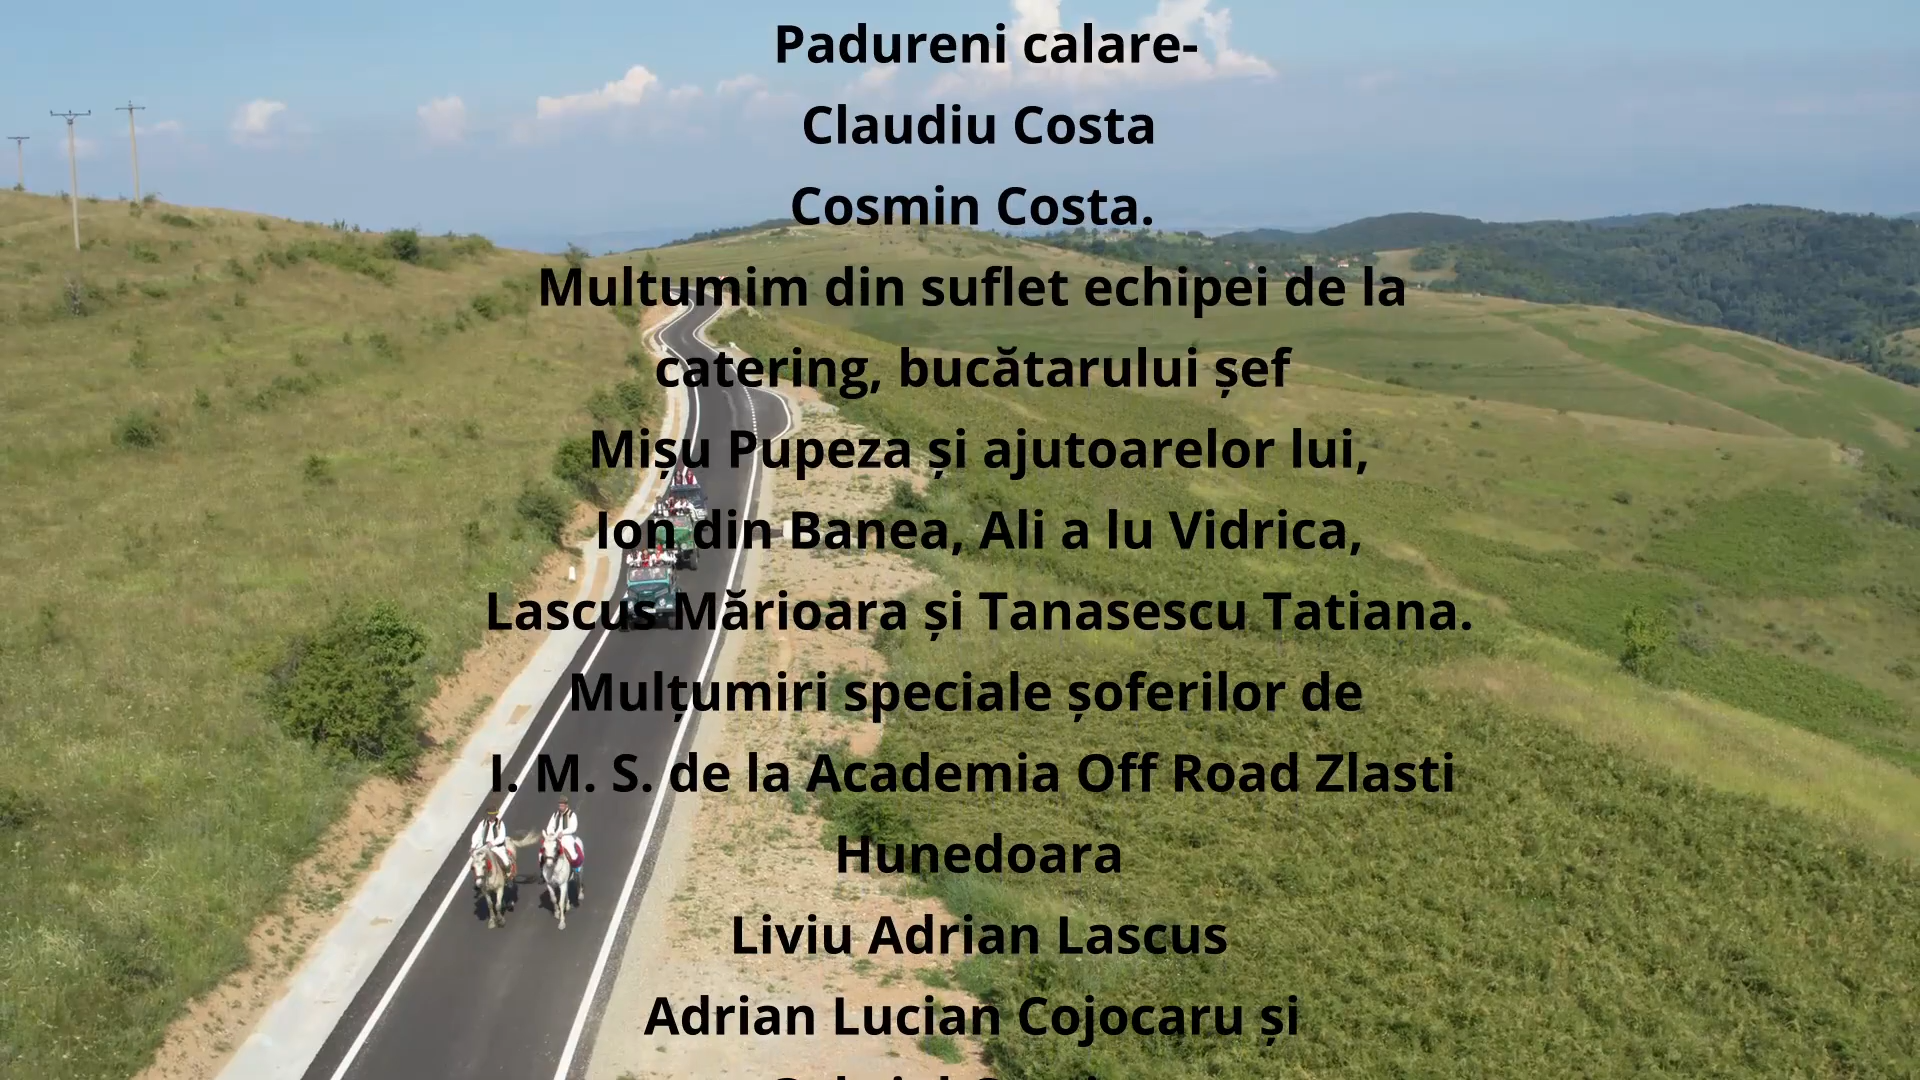 Padureni calare-
Claudiu Costa
Cosmin Costa.
Multumim din suflet echipei de la
catering, bucătarului șef
Mișu Pupeza și ajutoarelor lui,
Ion din Banea, Ali a lu Vidrica,
Lascus Mărioara și Tanasescu Tatiana.
Mulțumiri speciale șoferilor de
I. M. S. de la Academia Off Road Zlasti
Hunedoara
Liviu Adrian Lascus
Adrian Lucian Cojocaru și